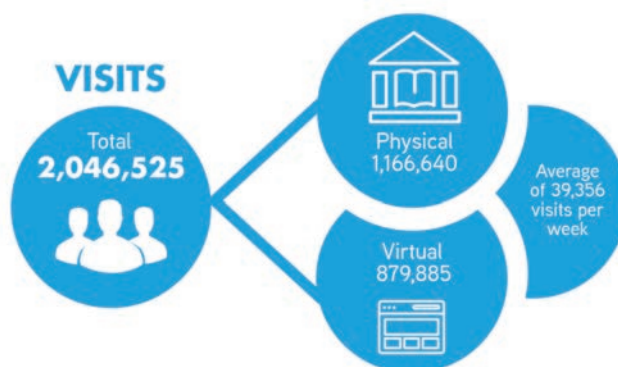 VISITS
Total
2,046,525
Physical
1,166,640
Virtual
879,885
Average
of 39,356
visits per
week